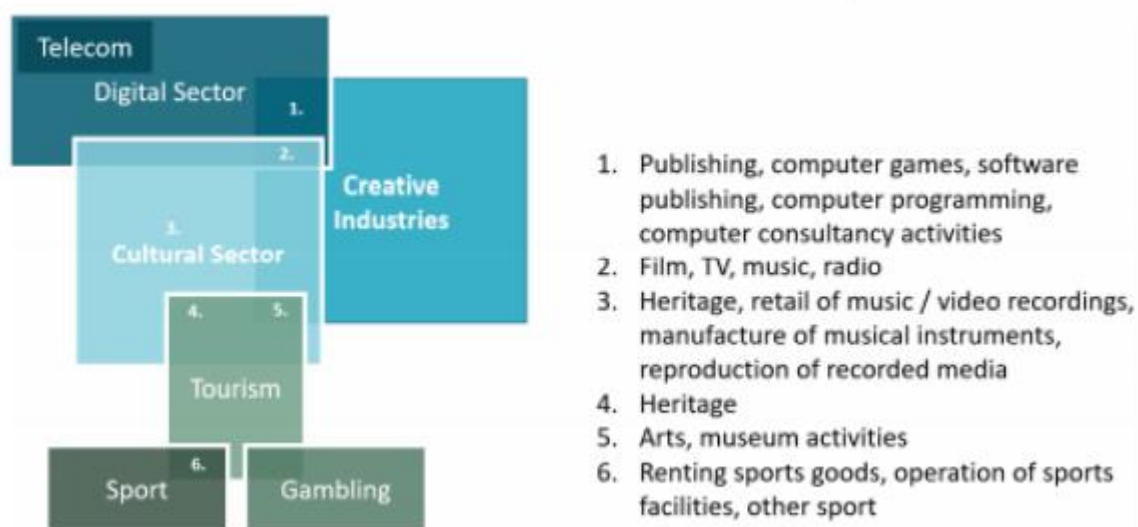 Telecom
Digital Sector
1.
2.
Creative
Industries
3.
Cultural Sector
4.
5.
Tourism
6.
Sport
Gambling
1. Publishing, computer games, software
publishing, computer programming,
computer consultancy activities
2. Film, TV, music, radio
3. Heritage, retail of music / video recordings,
manufacture of musical instruments,
reproduction of recorded media
4. Heritage
5. Arts, museum activities
6. Renting sports goods, operation of sports
facilities, other sport